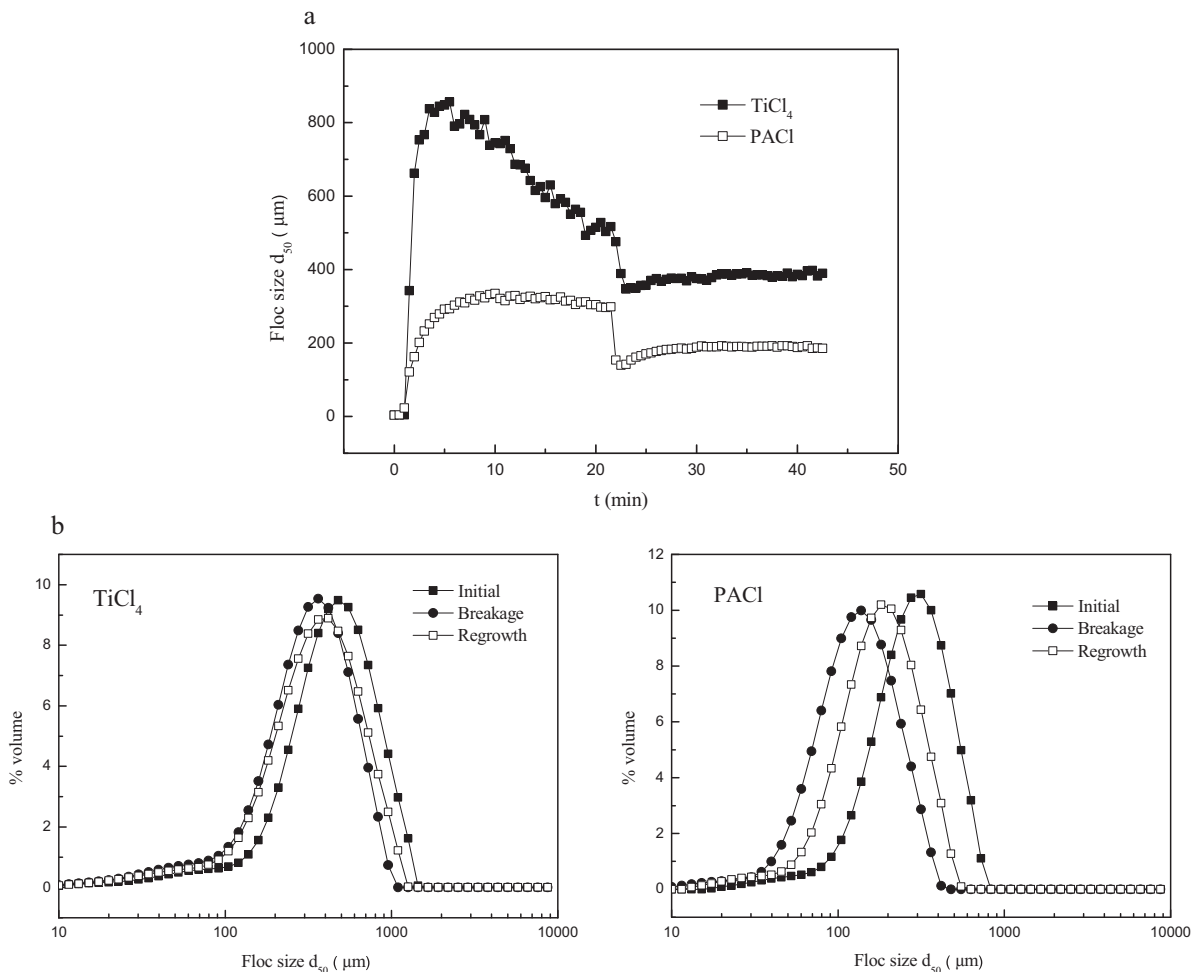 a
1000
800
600
400
200
0
Floc size d50 ( μm)
TiCl4
PACl
0
10
20
30
40
50
t (min)
b
10
8
6
4
2
0
% volume
TiCl4
Initial
Breakage
Regrowth
10
100
1000
10000
Floc size d50 ( μm)
12
10
8
6
4
2
0
% volume
PACl
Initial
Breakage
Regrowth
10
100
1000
10000
Floc size d50 ( μm)